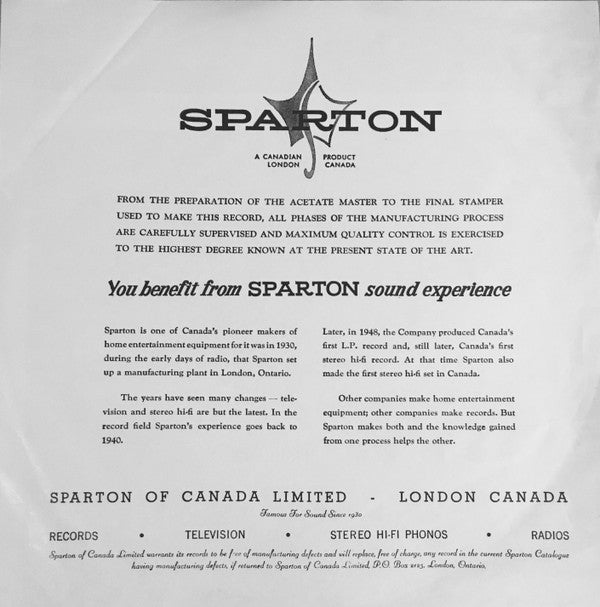 SPARTON
A CANADIAN PRODUCT
LONDON CANADA
FROM THE PREPARATION OF THE ACETATE MASTER TO THE FINAL STAMPER
USED TO MAKE THIS RECORD, ALL PHASES OF THE MANUFACTURING PROCESS
ARE CAREFULLY SUPERVISED AND MAXIMUM QUALITY CONTROL IS EXERCISED
TO THE HIGHEST DEGREE KNOWN AT THE PRESENT STATE OF THE ART.
You benefit from SPARTON sound experience
Sparton is one of Canada's pioneer makers of
home entertainment equipment for it was in 1930,
during the early days of radio, that Sparton set
up a manufacturing plant in London, Ontario.
The years have seen many changes — tele-
vision and stereo hi-fi are but the latest. In the
record field Sparton's experience goes back to
1940.
Later, in 1948, the Company produced Canada's
first L.P. record and, still later, Canada's first
stereo hi-fi record. At that time Sparton also
made the first stereo hi-fi set in Canada.
Other companies make home entertainment
equipment; other companies make records. But
Sparton makes both and the knowledge gained
from one process helps the other.
SPARTON OF CANADA LIMITED - LONDON CANADA
Famous For Sound Since 1930
RECORDS • TELEVISION • STEREO HI-FI PHONOS • RADIOS
Sparton of Canada Limited warrants its records to be free of manufacturing defects and will replace, free of change, any record in the current Sparton Catalogue
having manufacturing defects, if returned to Sparton of Canada Limited, P.O. Box 2125, London, Ontario.